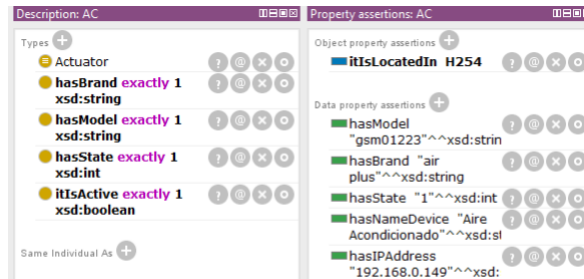 Description: AC
Types
Actuator
hasBrand exactly 1
xsd:string
hasModel exactly 1
xsd:string
hasState exactly 1
xsd:int
itIsActive exactly 1
xsd:boolean
Same Individual As
Property assertions: AC
Object property assertions
itIsLocatedIn H254
Data property assertions
hasModel
"gsm01223"^^xsd:strin
hasBrand "air
plus"^^xsd:string
hasState "1"^^xsd:int
hasNameDevice "Aire
Acondicionado"^^xsd:st
hasIPAddress
"192.168.0.149"^^xsd: